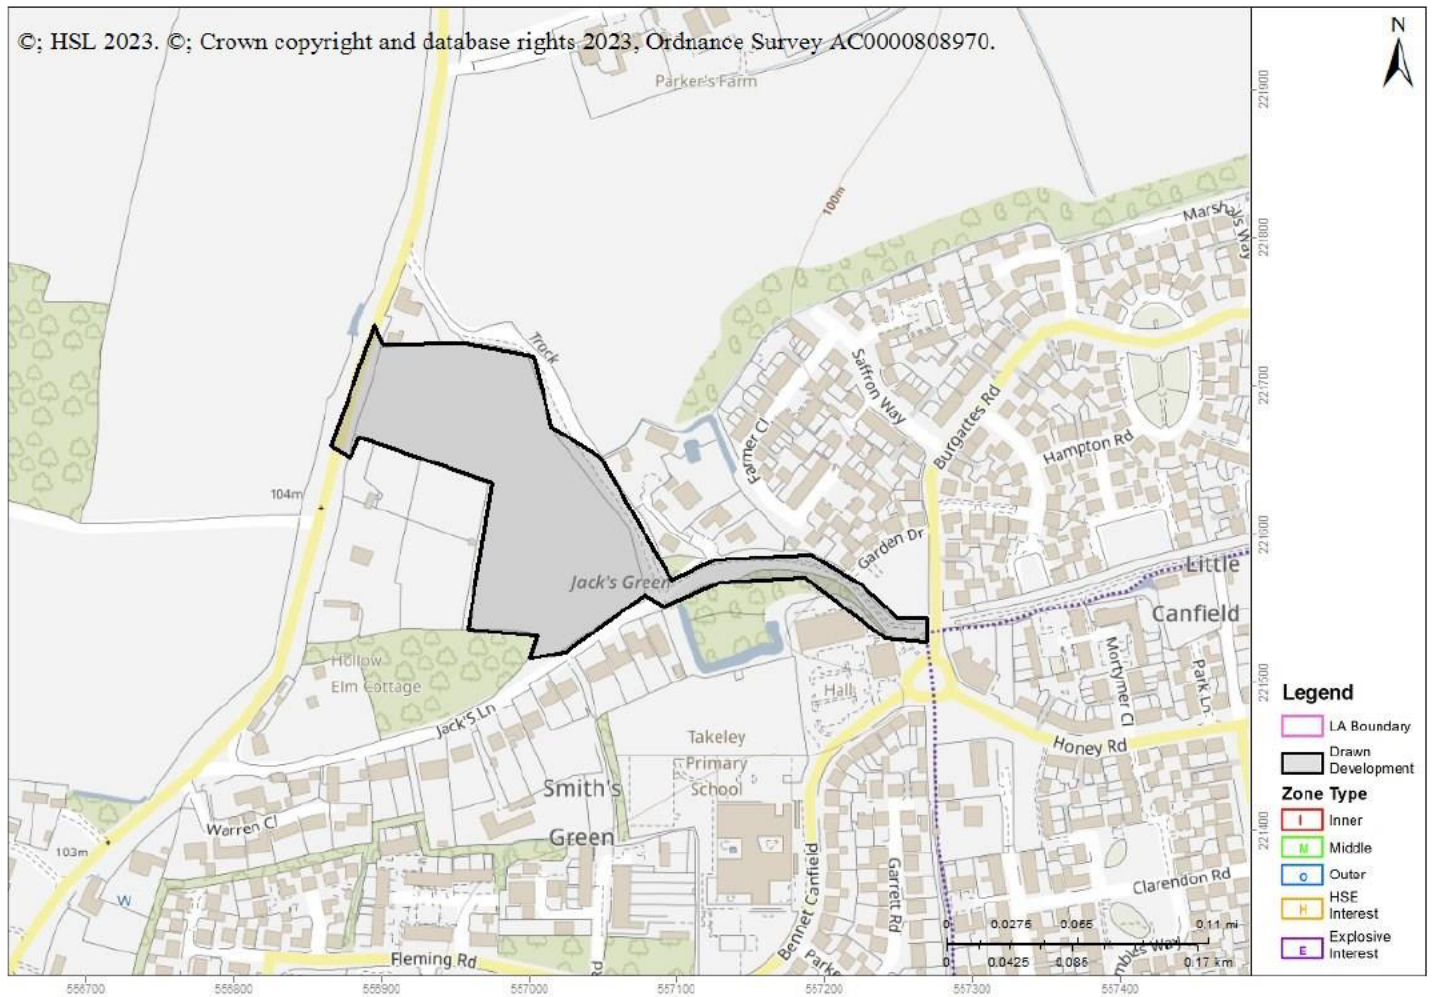 ©; HSL 2023. ©; Crown copyright and database rights 2023, Ordnance Survey AC0000808970.
N
Parker's Farm
221900
100m
Marshalls Way
221800
Track
Saffron Way
221700
Farmer Cl
Burgattes Rd
Hampton Rd
104m
221600
Garden Dr
Little
Canfield
Jack's Green
Hollow
Elm Cottage
Hall
221500
Mortymer Cl
Park Ln
Jack'S Ln
Takeley
Primary
School
Honey Rd
Smith's
Green
Warren Cl
103m
221400
W
Bennet Canfield
Garrett Rd
Clarendon Rd
Fleming Rd
Rd
Parke
mbles Way
0 0.0275 0.055 0.11 mi
0 0.0425 0.085 0.17 km
Legend
LA Boundary
Drawn
Development
Zone Type
I Inner
M Middle
O Outer
H HSE
Interest
E Explosive
Interest
556700 556800 556900 557000 557100 557200 557300 557400